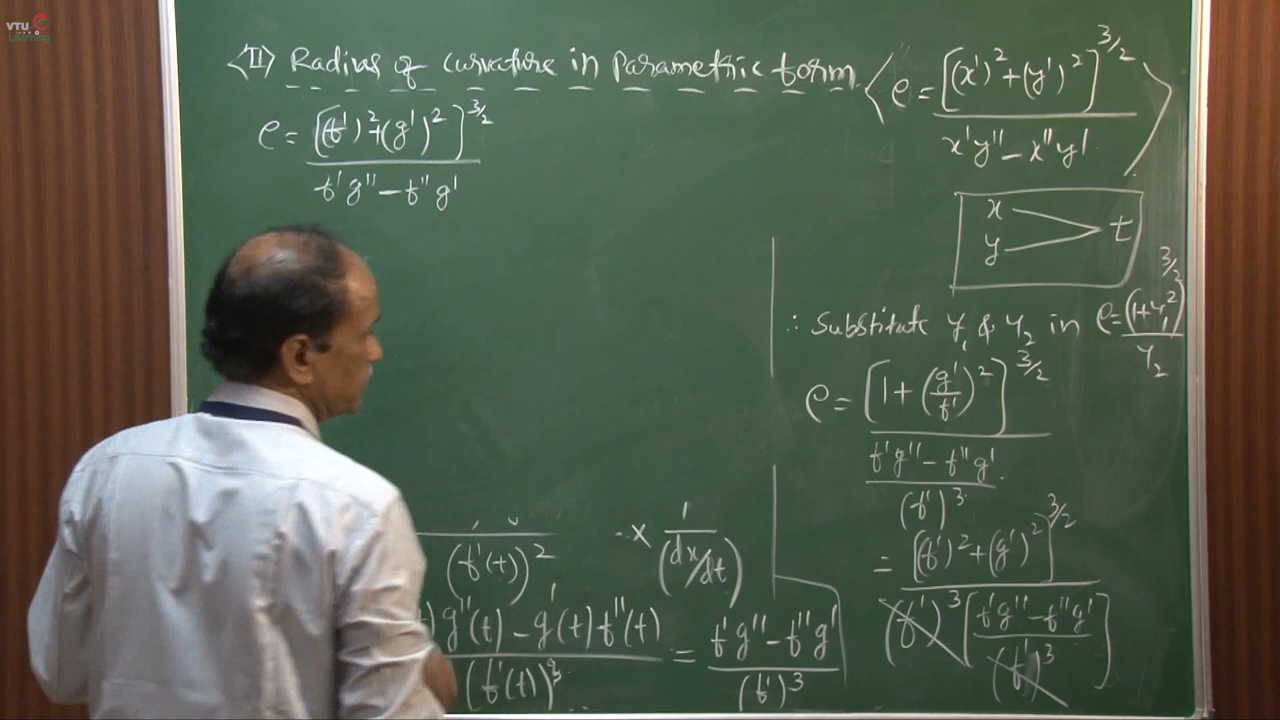 VTU e Learning
<II> Radius of curvature in Parametric form
ρ = [(f')² + (g')²]^3/2 / f'g'' - f''g'
< ρ = [(x')² + (y')²]^3/2 / x'y'' - x''y' >
x
y
t
∴ Substitute y₁ & y₂ in ρ = (1+y₁²)^3/2 / y₂
ρ = [1 + (g'/f')²]^3/2 / f'g'' - f''g' / (f')³
= [(f')² + (g')²]^3/2 / (f')³ [f'g'' - f''g' / (f')³]
(f'(t))² × 1/(dx/dt)
g''(t) - g'(t)f''(t) / (f'(t))³ = f'g'' - f''g' / (f')³